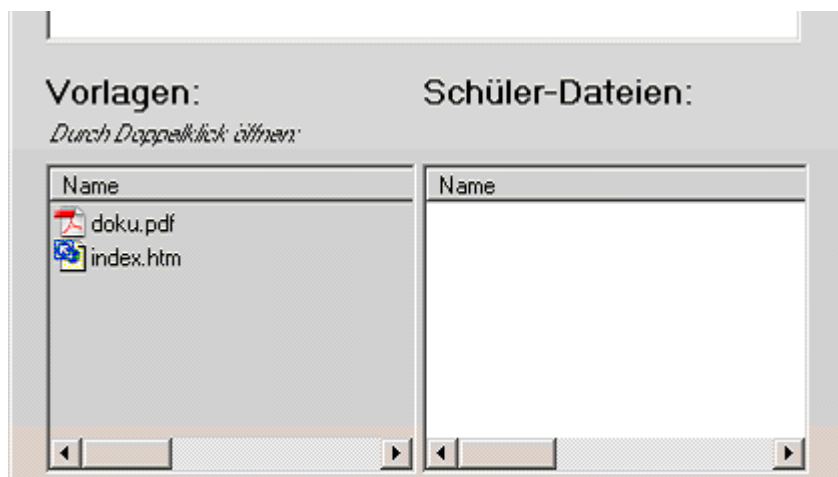 Vorlagen:
Schüler-Dateien:
Durch Doppelklick öffnen:
Name
doku.pdf
index.htm
Name